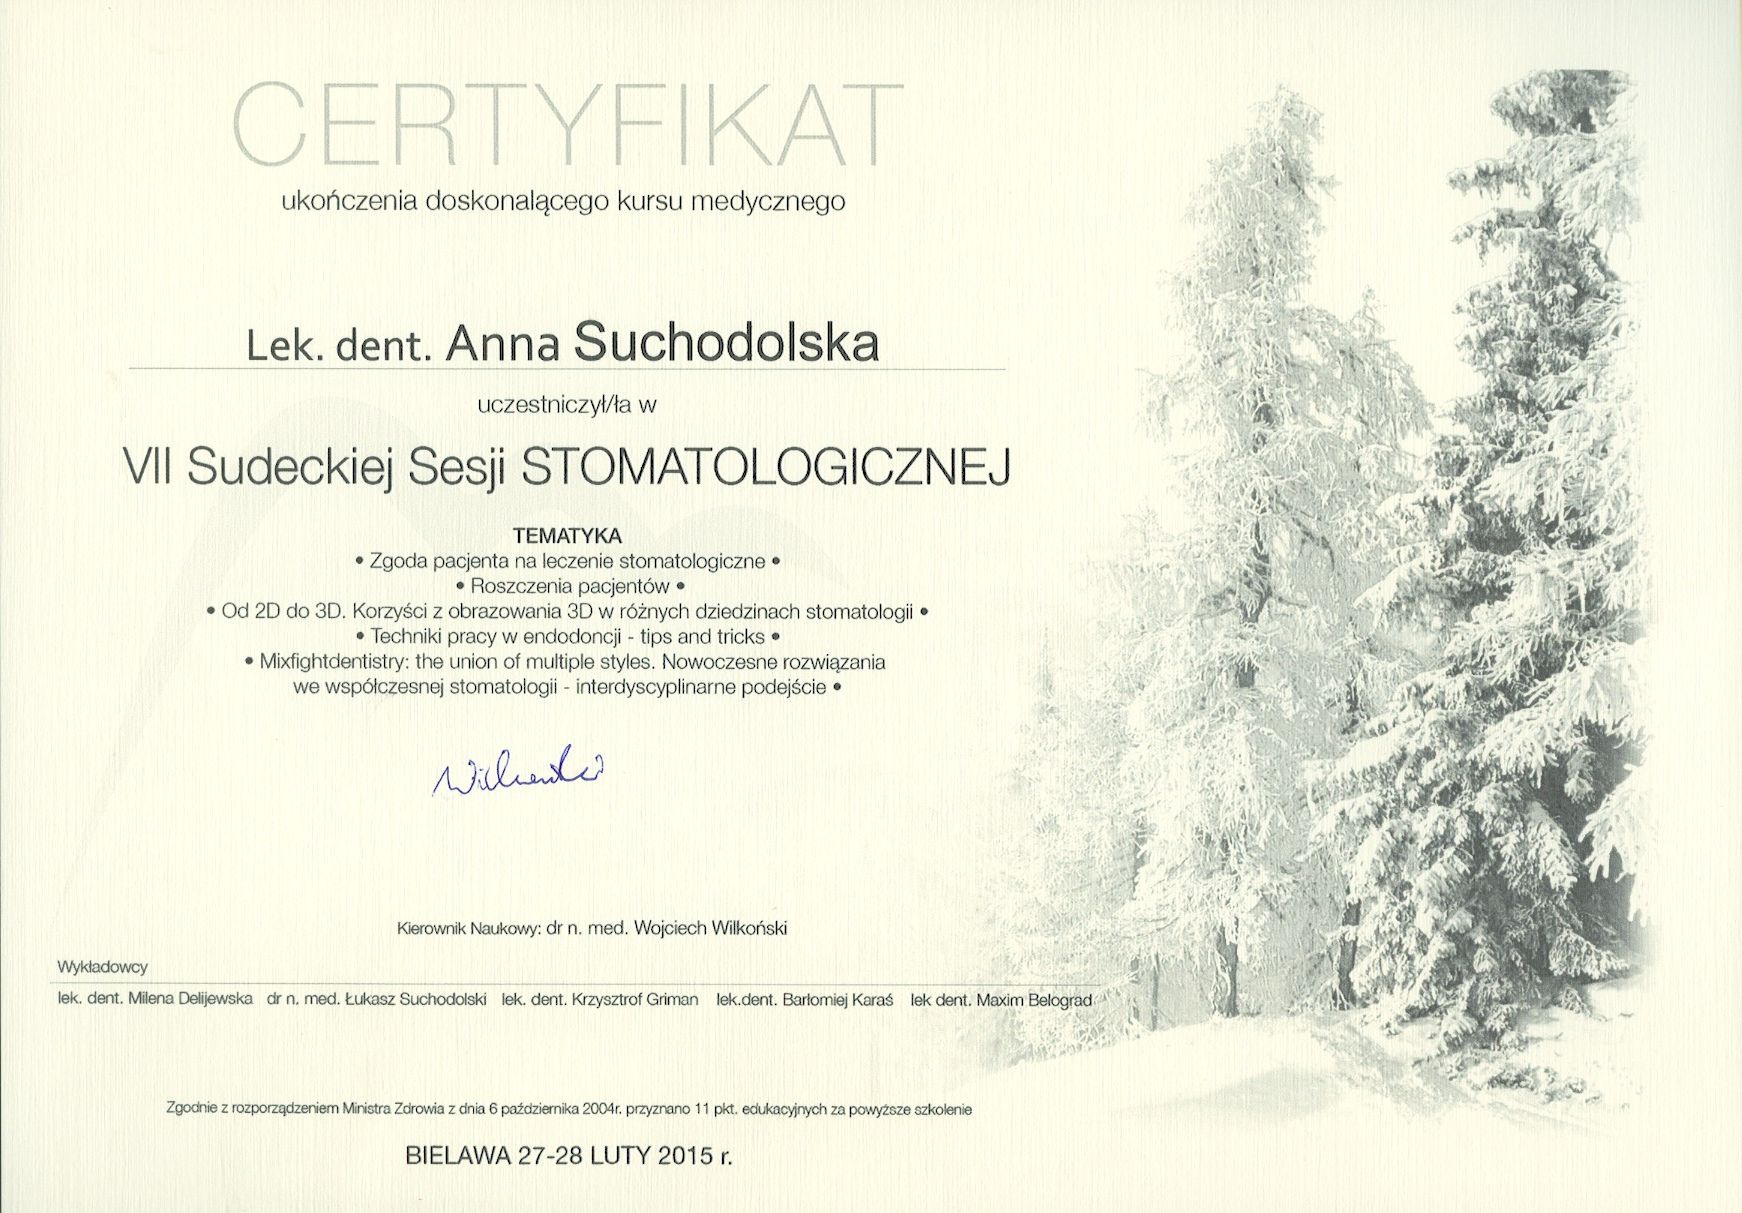 CERTYFIKAT
ukończenia doskonalącego kursu medycznego
Lek. dent. Anna Suchodolska
uczestniczył/ła w
VII Sudeckiej Sesji STOMATOLOGICZNEJ
TEMATYKA
• Zgoda pacjenta na leczenie stomatologiczne •
• Roszczenia pacjentów •
• Od 2D do 3D. Korzyści z obrazowania 3D w różnych dziedzinach stomatologii •
• Techniki pracy w endodoncji - tips and tricks •
• Mixfightdentistry: the union of multiple styles. Nowoczesne rozwiązania
we współczesnej stomatologii - interdyscyplinarne podejście •
Kierownik Naukowy: dr n. med. Wojciech Wilkoński
Wykładowcy
lek. dent. Milena Delijewska dr n. med. Łukasz Suchodolski lek. dent. Krzysztrof Griman lek.dent. Barłomiej Karaś lek dent. Maxim Belograd
Zgodnie z rozporządzeniem Ministra Zdrowia z dnia 6 października 2004r. przyznano 11 pkt. edukacyjnych za powyższe szkolenie
BIELAWA 27-28 LUTY 2015 r.